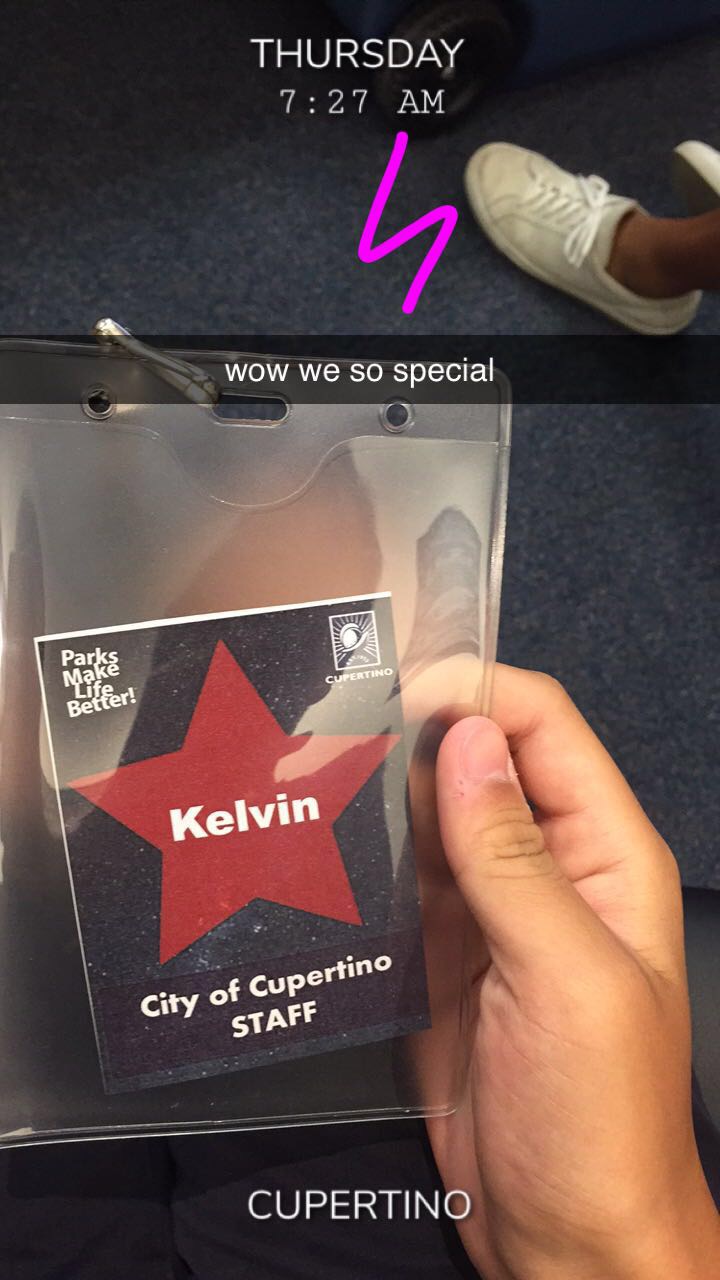 THURSDAY
7:27 AM
wow we so special
Parks
Make
Life
Better!
CUPERTINO
Kelvin
City of Cupertino
STAFF
CUPERTINO